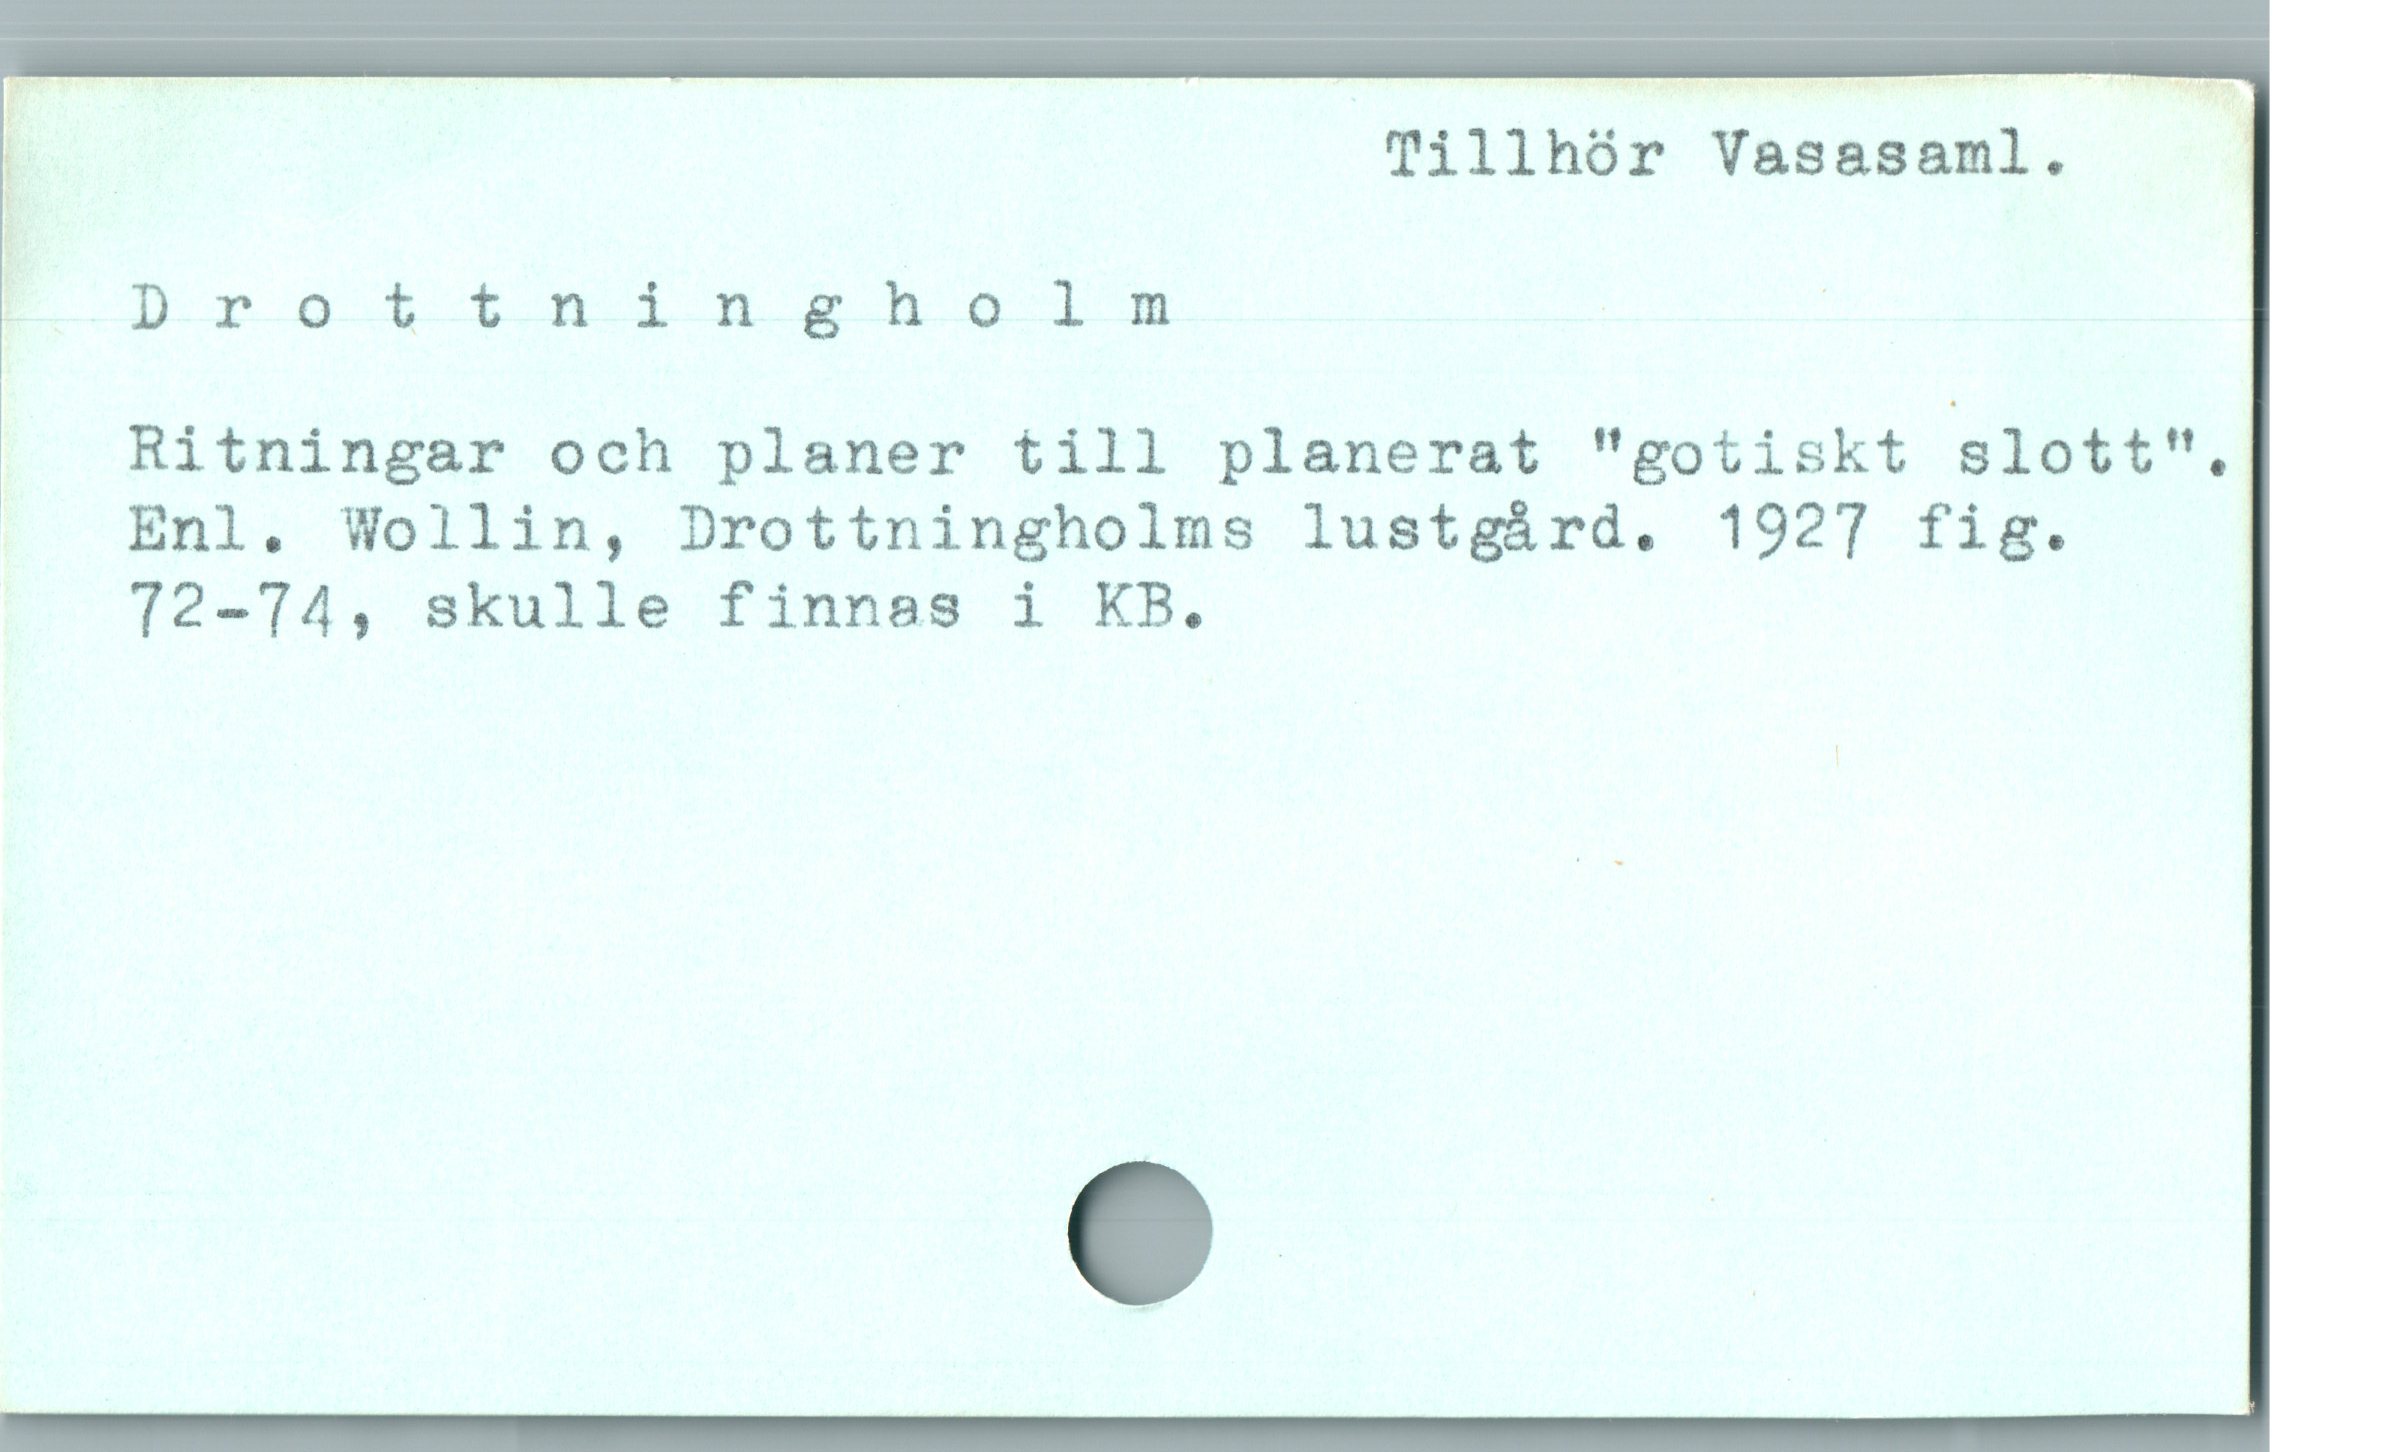 Tillhör Vasasaml.
D r o t t n i n g h o l m
Ritningar och planer till planerat "gotiskt slott".
Enl. Wollin, Drottningholms lustgård. 1927 fig.
72-74, skulle finnas i KB.